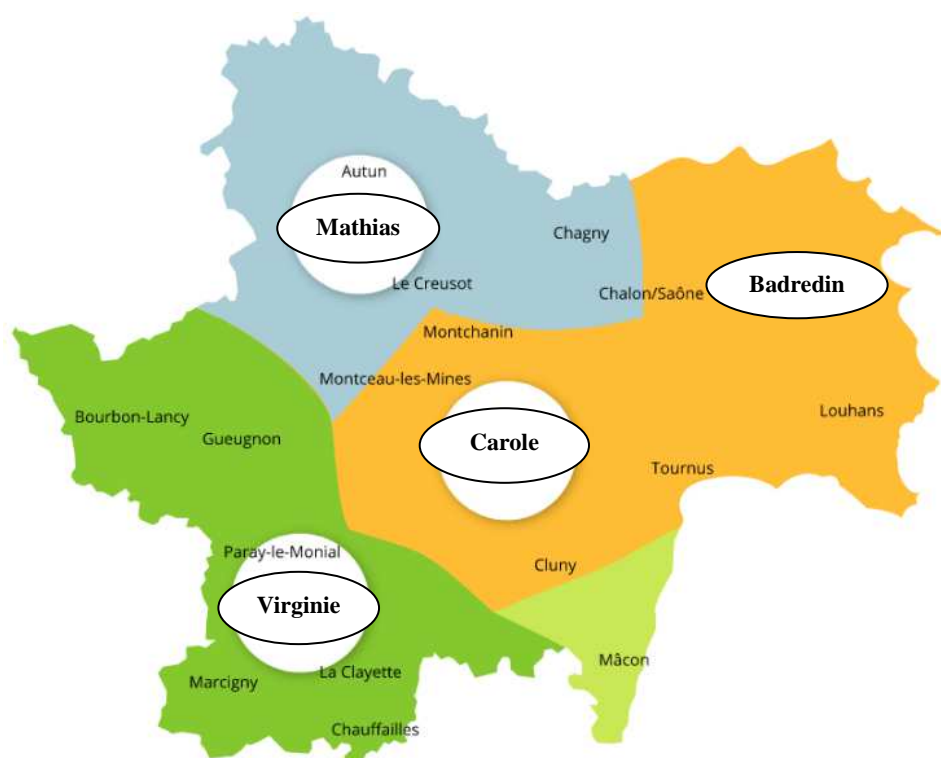 Autun
Mathias
Chagny
Le Creusot
Chalon/Saône
Badredin
Montchanin
Montceau-les-Mines
Bourbon-Lancy
Gueugnon
Carole
Louhans
Tournus
Paray-le-Monial
Cluny
Virginie
Mâcon
La Clayette
Marcigny
Chauffailles